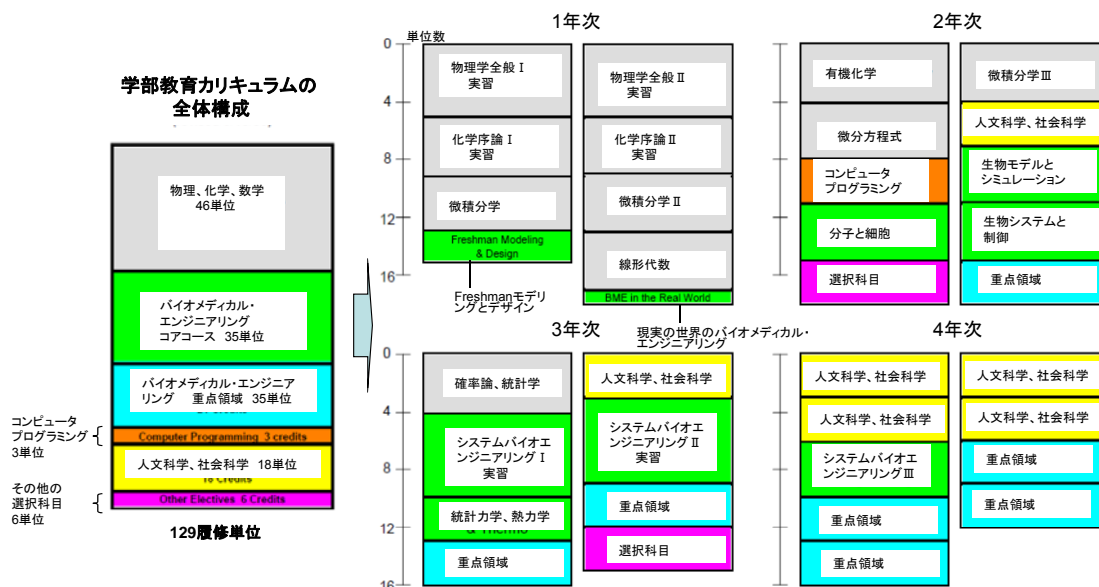 学部教育カリキュラムの
全体構成
物理、化学、数学
46単位
バイオメディカル・
エンジニアリング
コアコース 35単位
バイオメディカル・エンジニア
リング 重点領域 35単位
コンピュータ
プログラミング
3単位
Computer Programming 3 credits
人文科学、社会科学 18単位
18 Credits
その他の
選択科目
6単位
Other Electives 6 Credits
129履修単位
1年次
単位数
0
4
8
12
16
物理学全般Ⅰ
実習
化学序論Ⅰ
実習
微積分学
Freshman Modeling
& Design
Freshmanモデリ
ングとデザイン
物理学全般Ⅱ
実習
化学序論Ⅱ
実習
微積分学Ⅱ
線形代数
BME in the Real World
現実の世界のバイオメディカル・
エンジニアリング
2年次
有機化学
微分方程式
コンピュータ
プログラミング
分子と細胞
選択科目
微積分学Ⅲ
人文科学、社会科学
生物モデルと
シミュレーション
生物システムと
制御
重点領域
3年次
0
4
8
12
16
確率論、統計学
システムバイオエ
ンジニアリングⅠ
実習
統計力学、熱力学
& Thermo
重点領域
人文科学、社会科学
システムバイオエ
ンジニアリングⅡ
実習
重点領域
選択科目
4年次
人文科学、社会科学
人文科学、社会科学
システムバイオエ
ンジニアリングⅢ
重点領域
重点領域
人文科学、社会科学
人文科学、社会科学
重点領域
重点領域